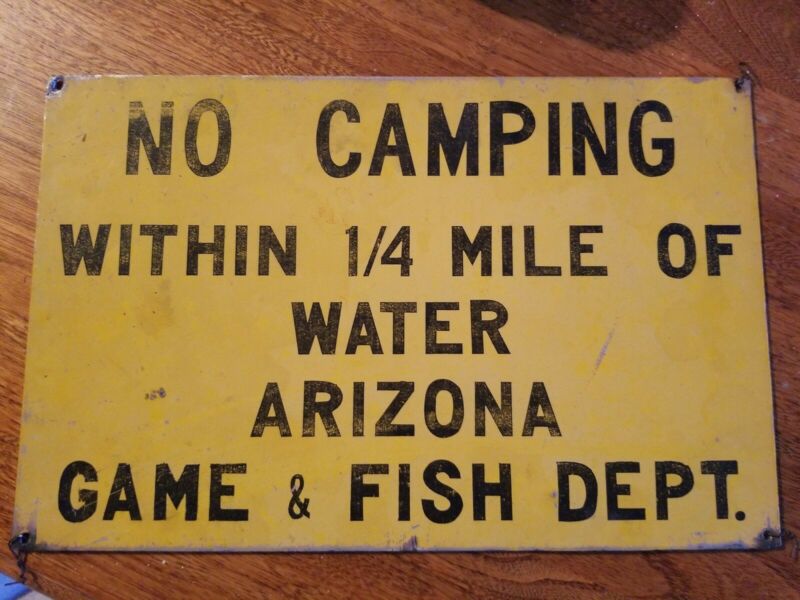 NO CAMPING
WITHIN 1/4 MILE OF
WATER
ARIZONA
GAME & FISH DEPT.